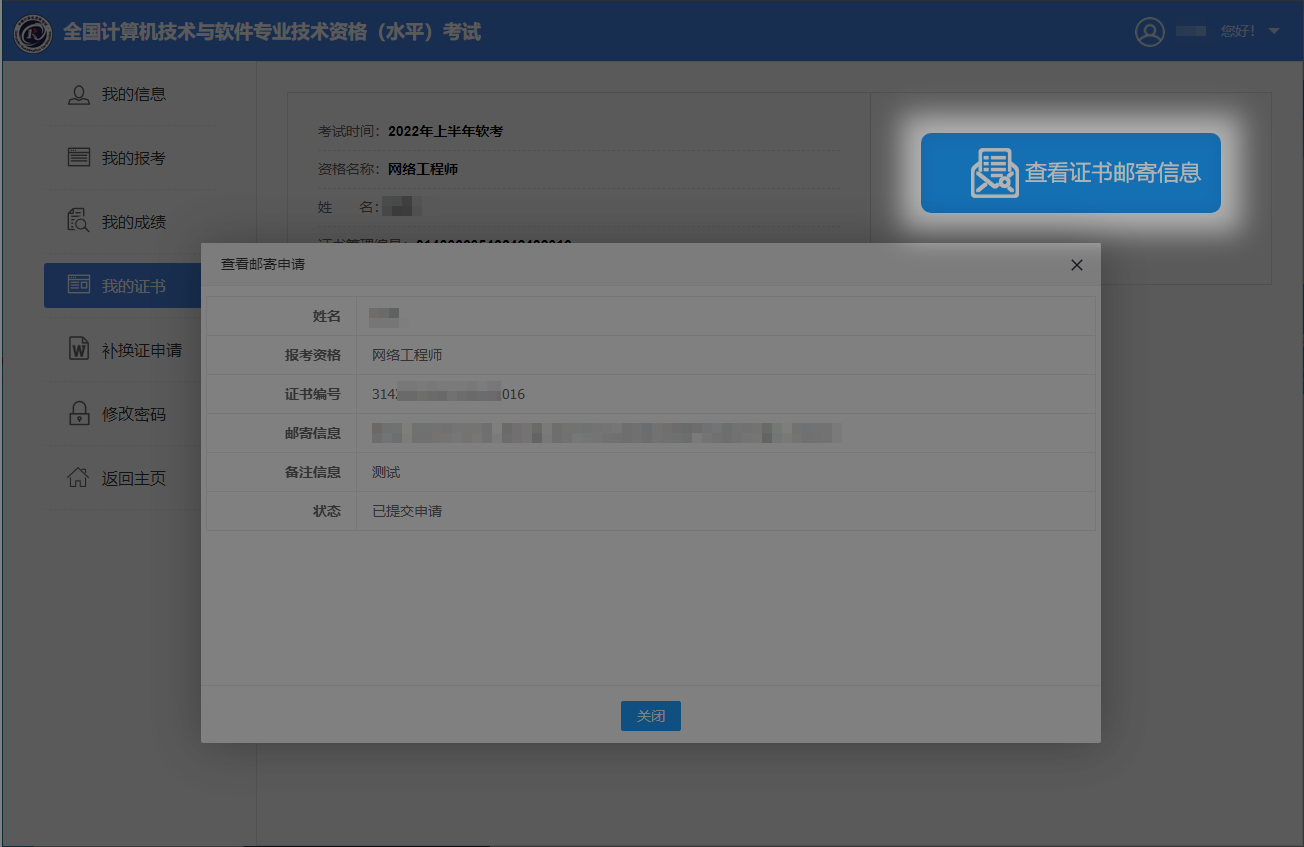 全国计算机技术与软件专业技术资格（水平）考试
您好！
我的信息
我的报考
我的成绩
我的证书
补换证申请
修改密码
返回主页
考试时间：2022年上半年软考
资格名称：网络工程师
姓 名：
查看证书邮寄信息
查看邮寄申请
姓名
报考资格 网络工程师
证书编号 314 016
邮寄信息
备注信息 测试
状态 已提交申请
关闭